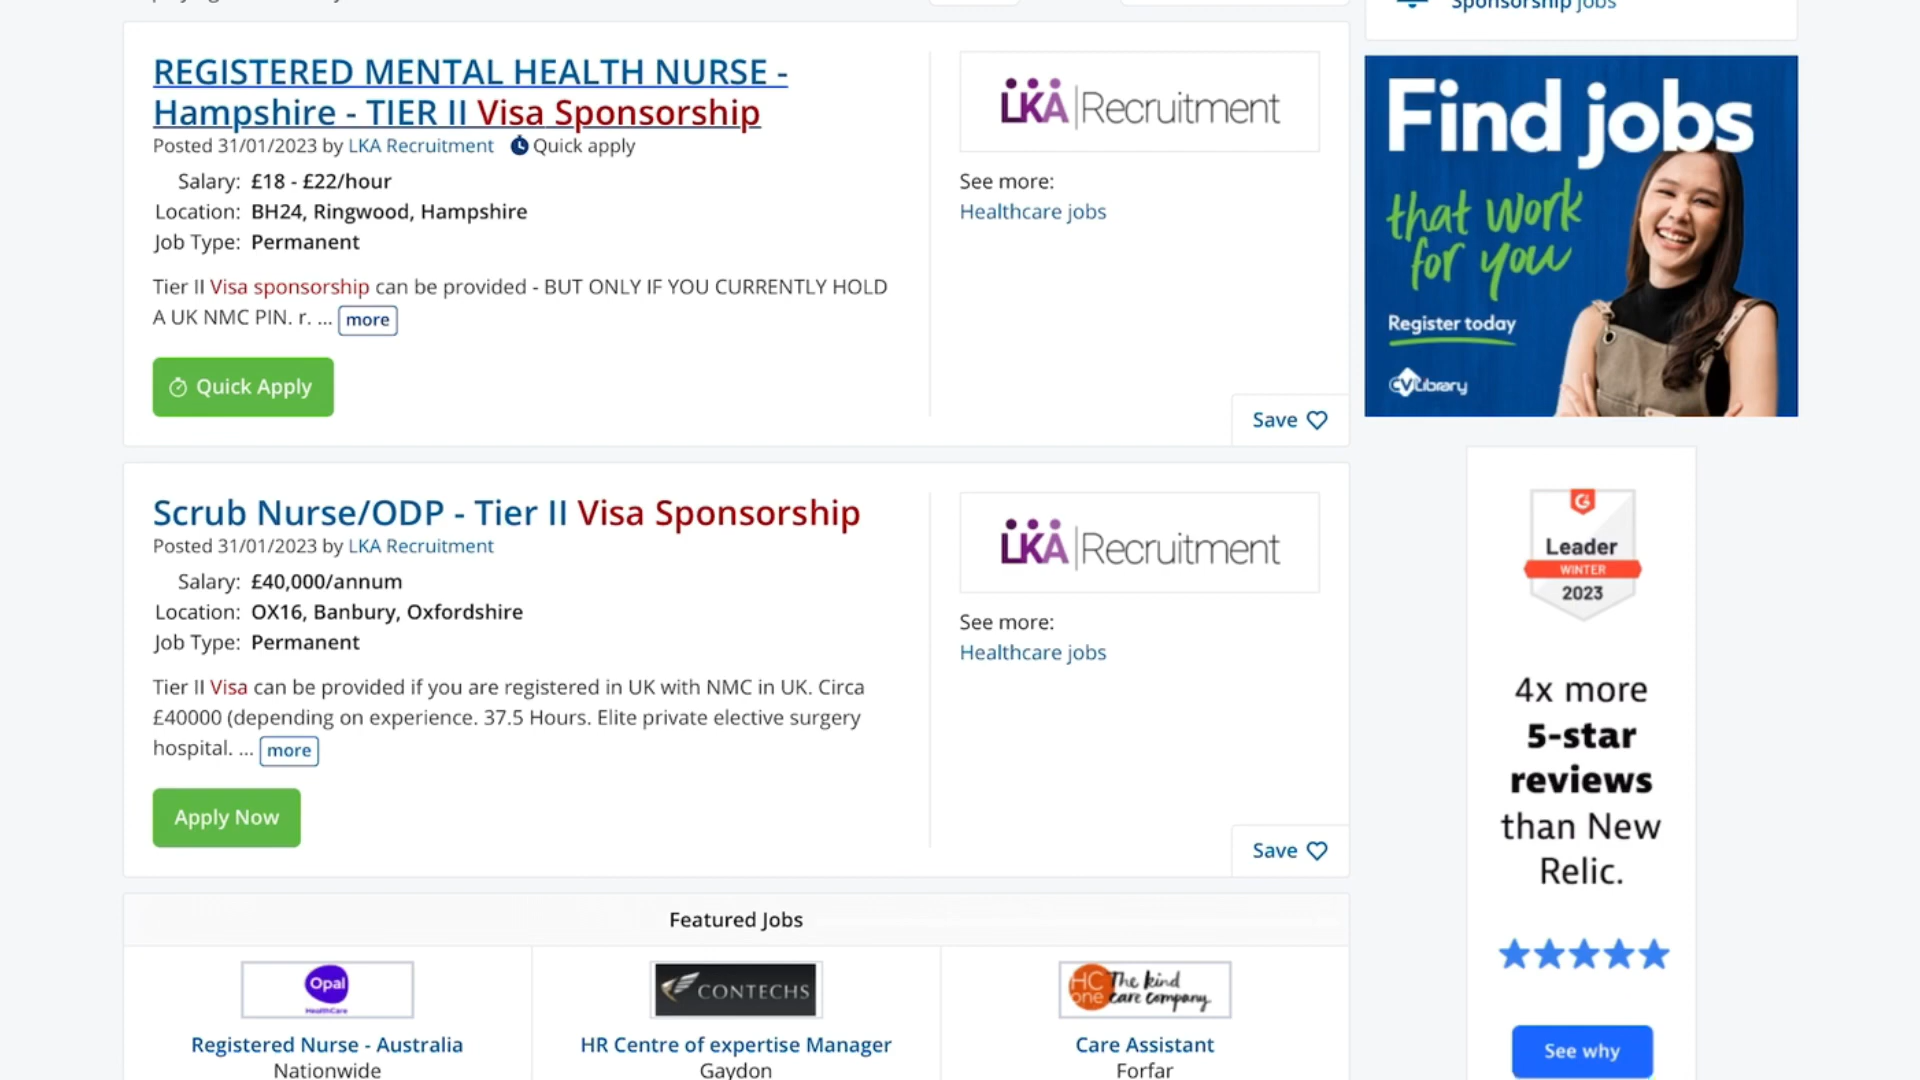 Sponsorship jobs
REGISTERED MENTAL HEALTH NURSE -
Hampshire - TIER II Visa Sponsorship
Posted 31/01/2023 by LKA Recruitment Quick apply
Salary: £18 - £22/hour
Location: BH24, Ringwood, Hampshire
Job Type: Permanent
Tier II Visa sponsorship can be provided - BUT ONLY IF YOU CURRENTLY HOLD
A UK NMC PIN. r. ... more
Quick Apply
LKA | Recruitment
See more:
Healthcare jobs
Save
Find jobs
that work
for you
Register today
CV Library
Scrub Nurse/ODP - Tier II Visa Sponsorship
Posted 31/01/2023 by LKA Recruitment
Salary: £40,000/annum
Location: OX16, Banbury, Oxfordshire
Job Type: Permanent
Tier II Visa can be provided if you are registered in UK with NMC in UK. Circa
£40000 (depending on experience. 37.5 Hours. Elite private elective surgery
hospital. ... more
Apply Now
LKA | Recruitment
See more:
Healthcare jobs
Save
G
Leader
WINTER
2023
4x more
5-star
reviews
than New
Relic.
See why
Featured Jobs
Opal
HealthCare
Registered Nurse - Australia
Nationwide
CONTECHS
HR Centre of expertise Manager
Gaydon
HC
one
The kind
care company
Care Assistant
Forfar